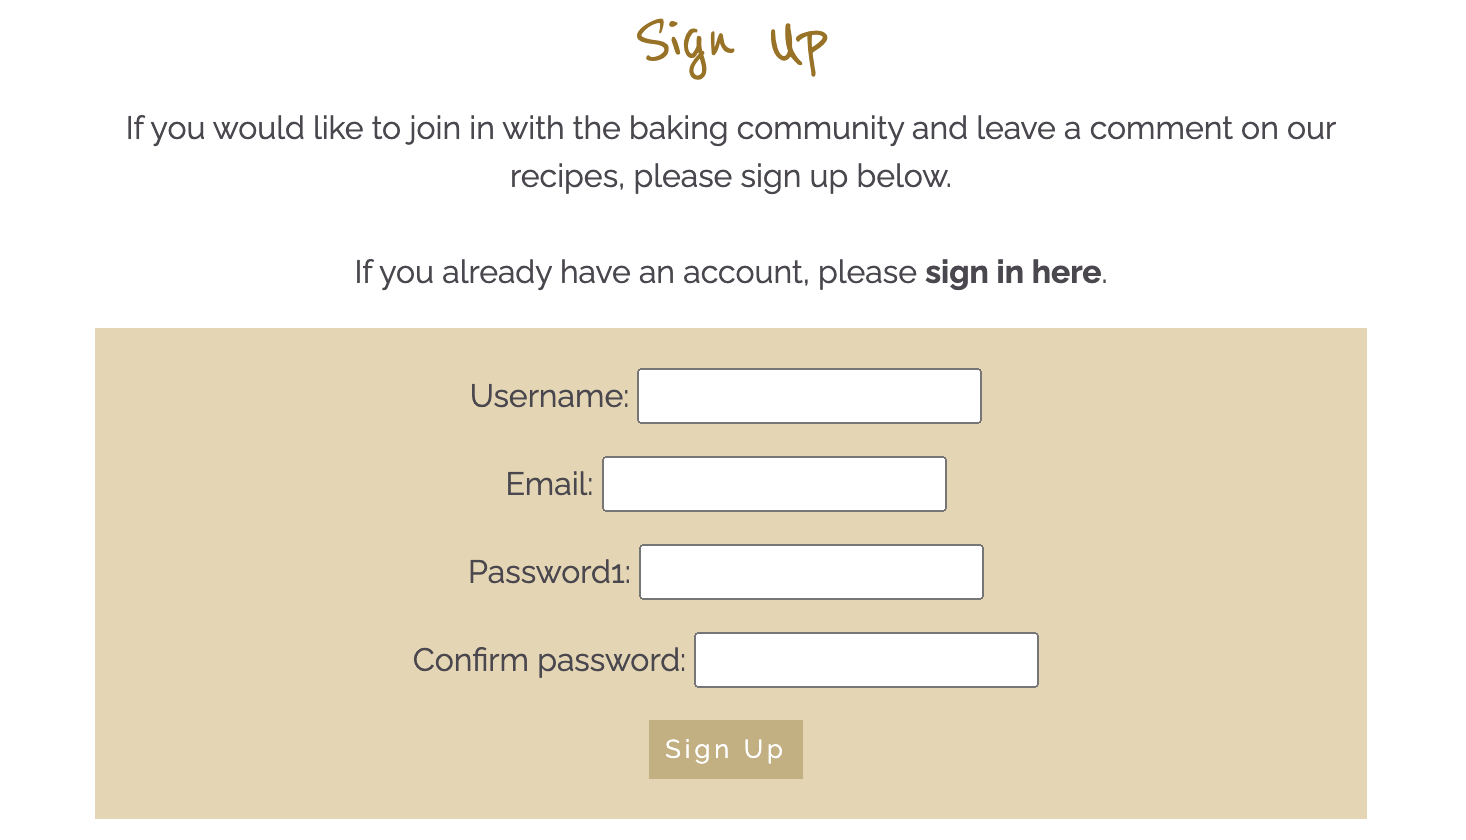 Sign Up
If you would like to join in with the baking community and leave a comment on our
recipes, please sign up below.
If you already have an account, please sign in here.
Username:
Email:
Password1:
Confirm password:
Sign Up